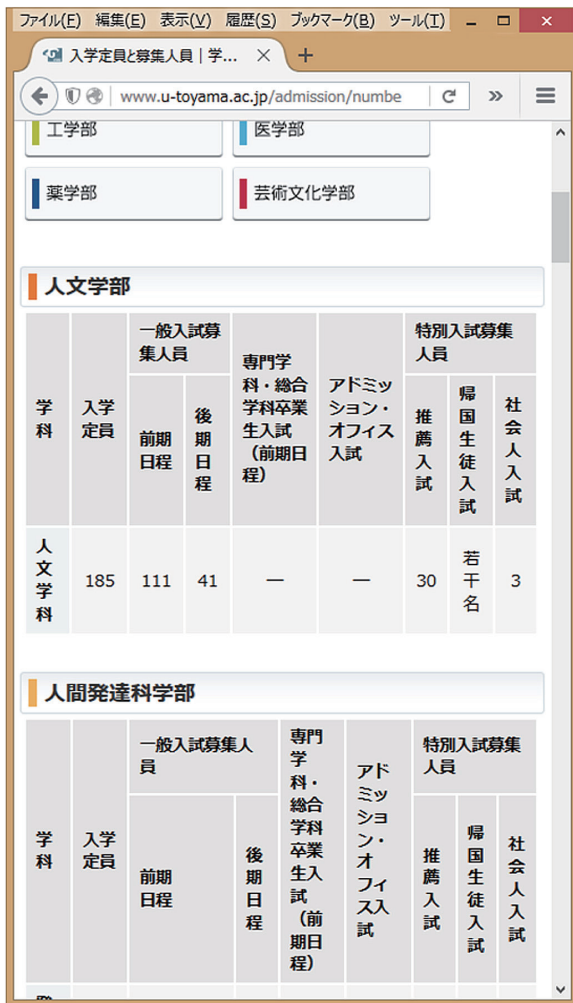 ファイル(F) 編集(E) 表示(V) 履歴(S) ブックマーク(B) ツール(T)
入学定員と募集人員｜学...
www.u-toyama.ac.jp/admission/numbe
工学部
医学部
薬学部
芸術文化学部
人文学部
学
科
入学
定員
一般入試募
集人員
前期
日程
後
期
日
程
専門学
科・総合
学科卒業
生入試
（前期日
程）
アドミッ
ション・
オフィス
入試
特別入試募集
人員
推
薦
入
試
帰
国
生
徒
入
試
社
会
人
入
試
人
文
学
科
185
111
41
—
—
30
若
干
名
3
人間発達科学部
学
科
入学
定員
一般入試募集人
員
前期
日程
後
期
日
程
専門
学
科・
総合
学科
卒業
生入
試
（前
期日
程）
アド
ミッ
ショ
ン・
オ
フィ
ス入
試
特別入試募集
人員
推
薦
入
試
帰
国
生
徒
入
試
社
会
人
入
試